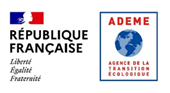 RÉPUBLIQUE
FRANÇAISE
Liberté
Égalité
Fraternité
ADEME
AGENCE DE LA
TRANSITION
ÉCOLOGIQUE